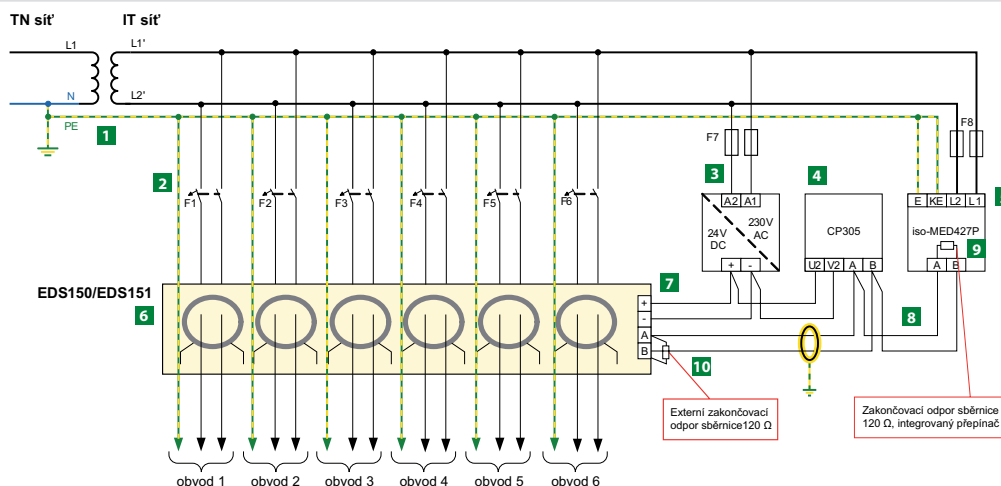 TN síť
IT síť
L1
L1'
N
L2'
PE
1
2
F1
F2
F3
F4
F5
F6
F7
F8
3
A2 A1
24V
DC
230V
AC
+ -
4
CP305
U2 V2 A B
E KE L2 L1
iso-MED427P
9
A B
EDS150/EDS151
6
7
+
-
A
B
8
10
Externí zakončovací
odpor sběrnice120 Ω
Zakončovací odpor sběrnice
120 Ω, integrovaný přepínač
obvod 1
obvod 2
obvod 3
obvod 4
obvod 5
obvod 6